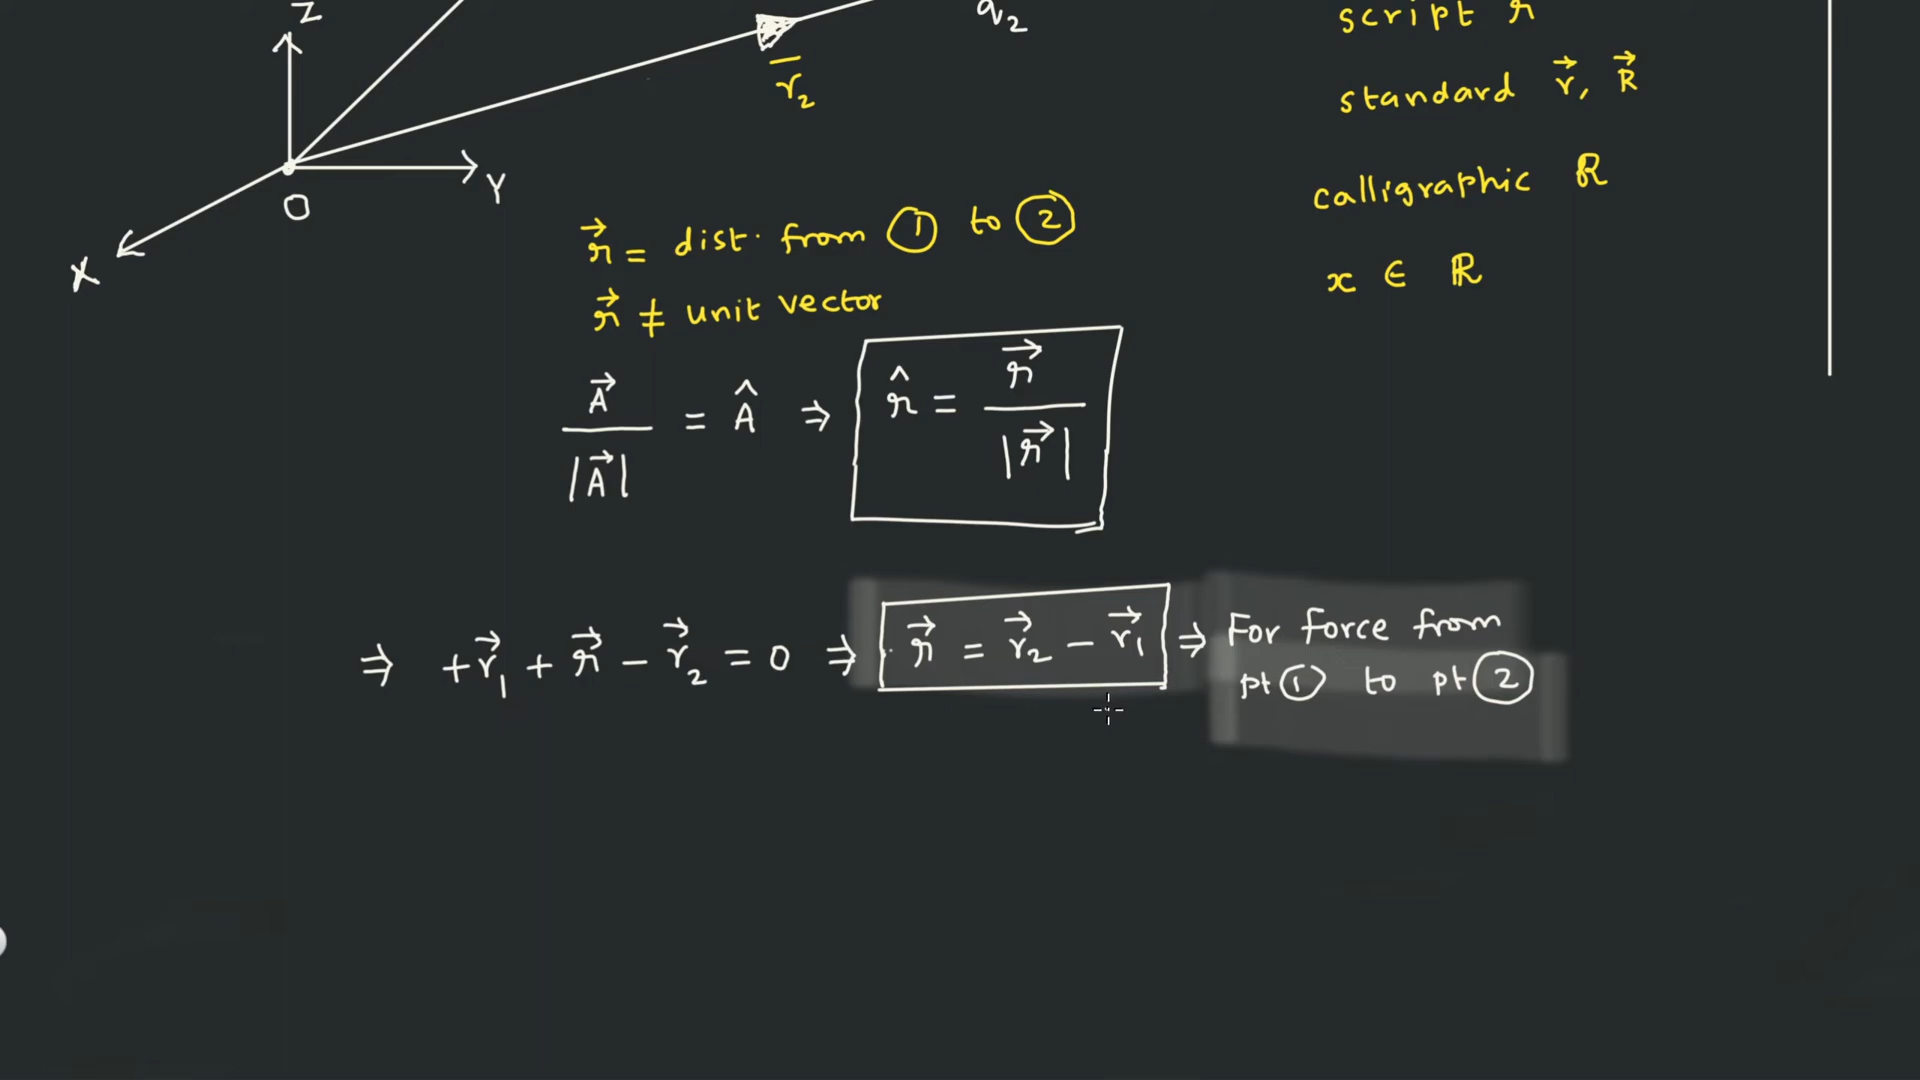 Z
q₂
r̅₂
Y
O
X
script r
standard r⃗, R⃗
calligraphic R
x ∈ ℝ
r⃗ = dist. from ① to ②
r⃗ ≠ unit vector
A⃗ / |A⃗| = Â ⇒ r̂ = r⃗ / |r⃗|
⇒ +r⃗₁ + r⃗ − r⃗₂ = 0 ⇒ r⃗ = r⃗₂ − r⃗₁ ⇒ For force from
pt ① to pt ②